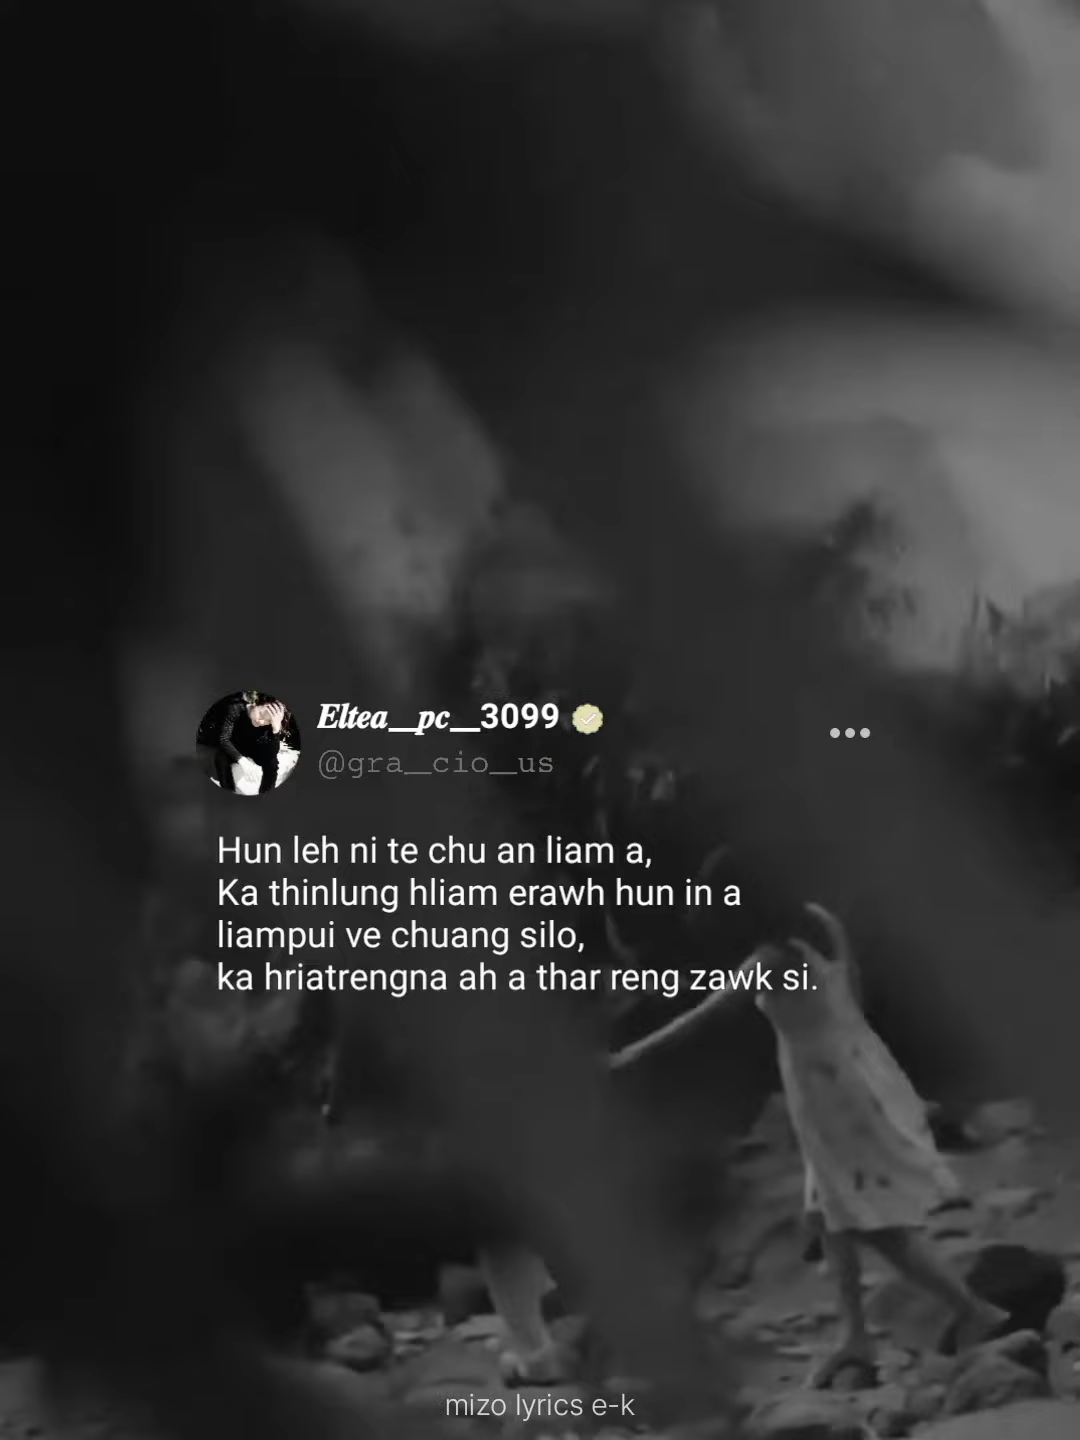 Eltea__pc__3099
@gra__cio__us
Hun leh ni te chu an liam a,
Ka thinlung hliam erawh hun in a
liampui ve chuang silo,
ka hriatrengna ah a thar reng zawk si.
mizo lyrics e-k